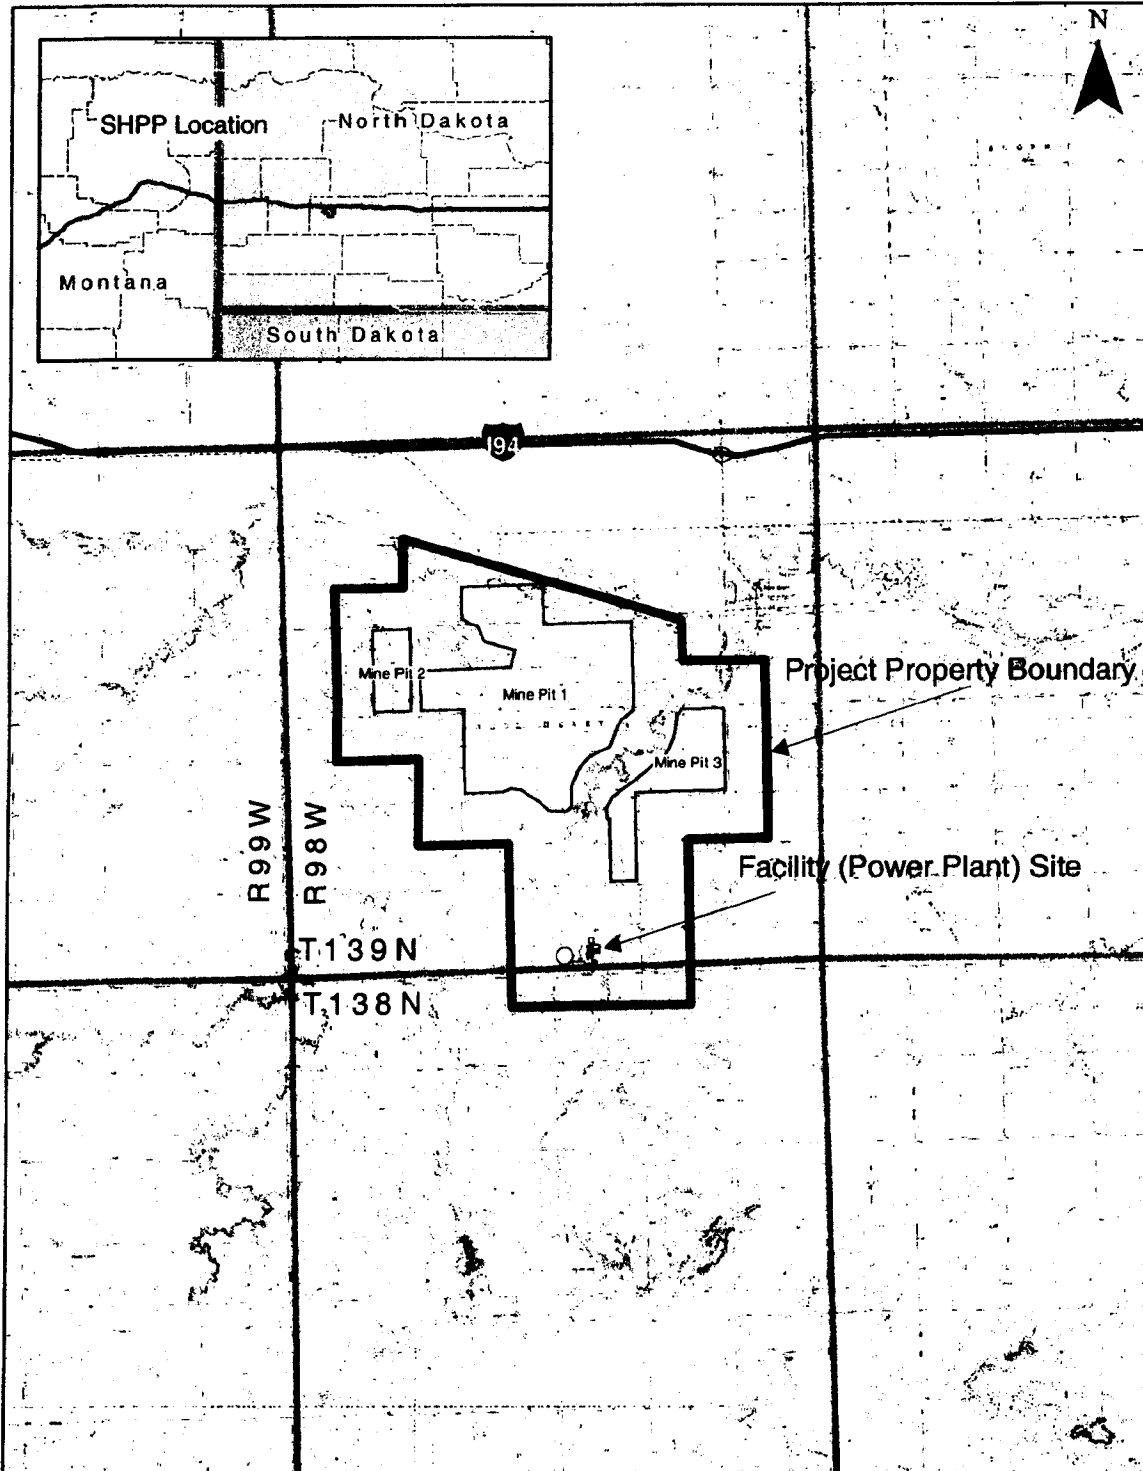 N
SHPP Location
North Dakota
Montana
South Dakota
I94
Mine Pit 2
Mine Pit 1
Project Property Boundary
Mine Pit 3
R99W
R98W
Facility (Power Plant) Site
T139N
T138N